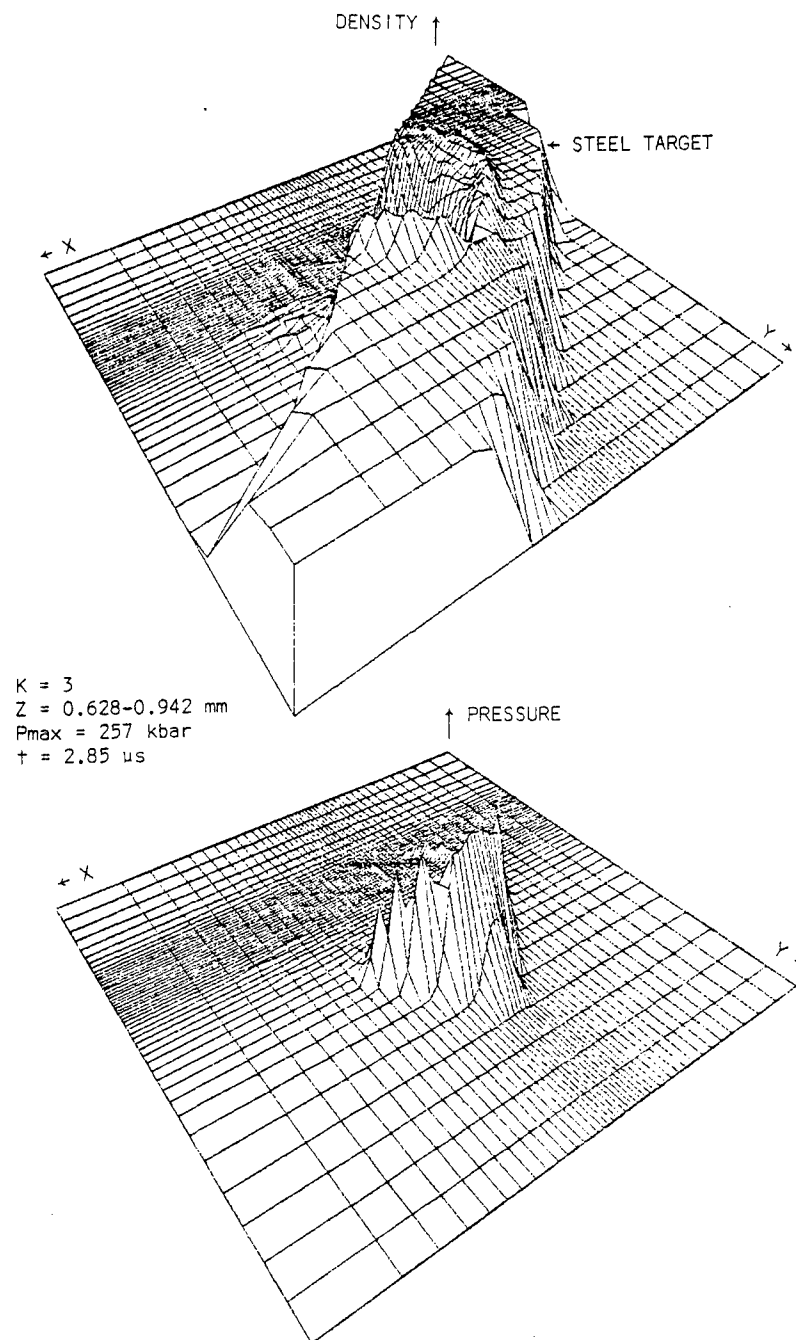 DENSITY ↑
← STEEL TARGET
← X
Y →
K = 3
Z = 0.628-0.942 mm
Pmax = 257 kbar
t = 2.85 us
↑ PRESSURE
← X
Y